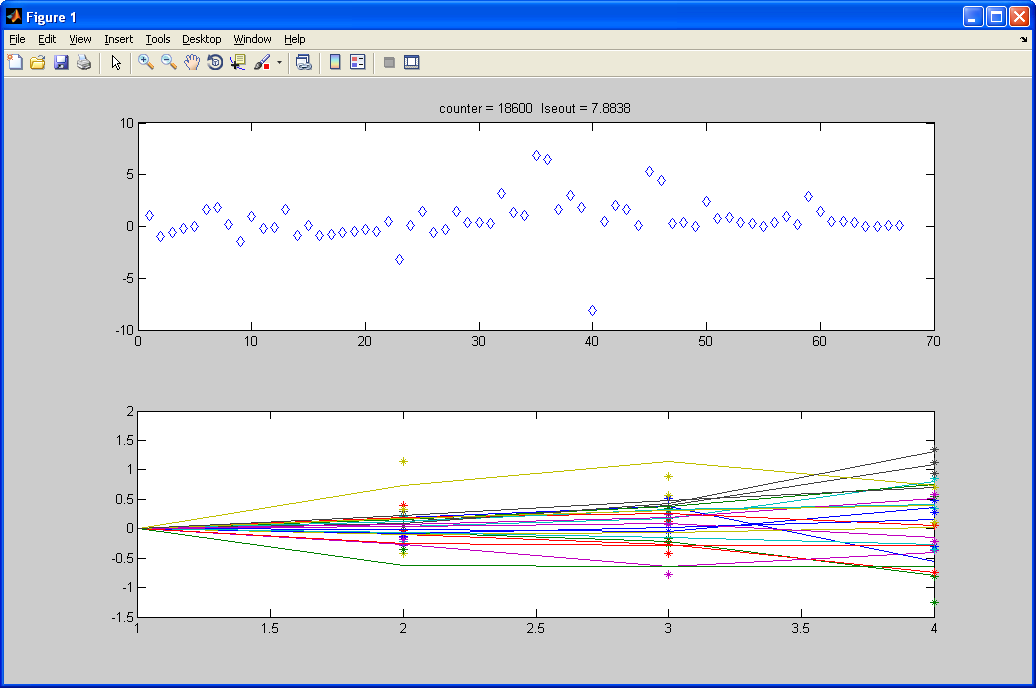 Figure 1
File Edit View Insert Tools Desktop Window Help
counter = 18600 lseout = 7.8838
10
5
0
-5
-10
0 10 20 30 40 50 60 70
2
1.5
1
0.5
0
-0.5
-1
-1.5
1 1.5 2 2.5 3 3.5 4